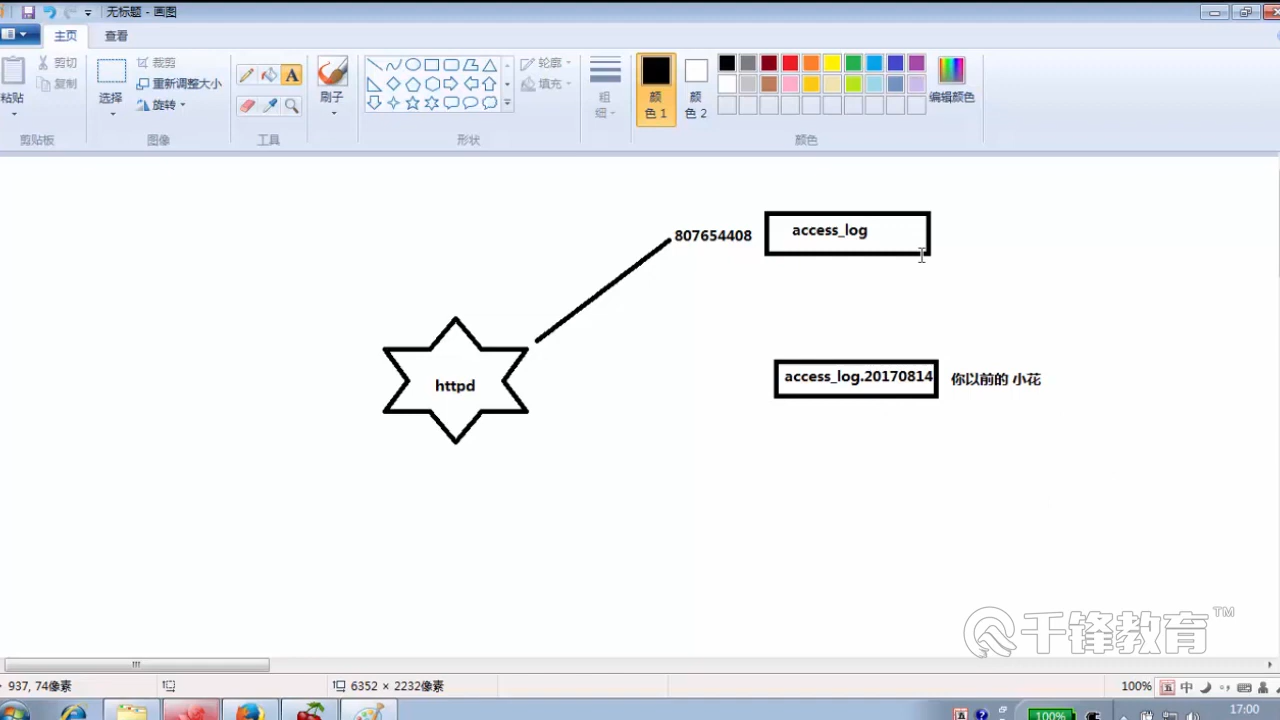 无标题 - 画图
主页 查看
粘贴
剪切
复制
剪贴板
选择
裁剪
重新调整大小
旋转
图像
A
工具
刷子
形状
轮廓
填充
粗细
颜色 1
颜色 2
编辑颜色
颜色
807654408
access_log
httpd
access_log.20170814
你以前的 小花
千锋教育™
937, 74像素
6352 × 2232像素
100%
五 中
100%
17:00